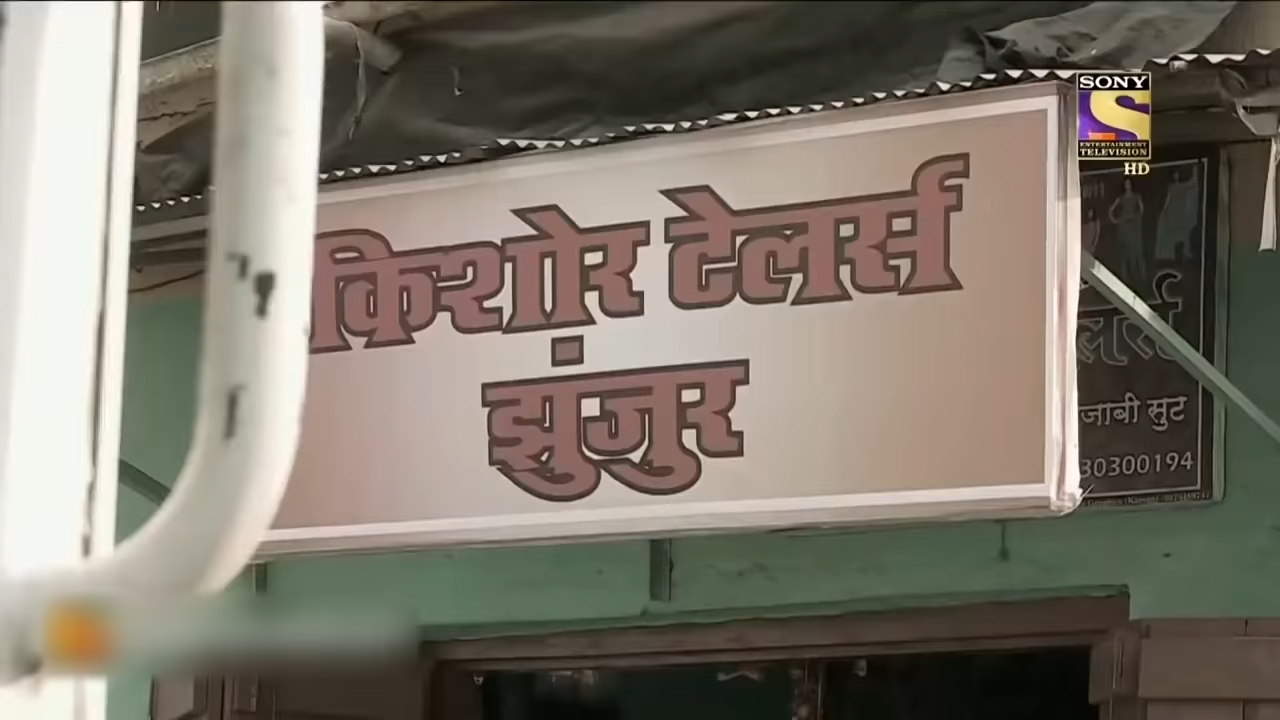 किशोर टेलर्स
झुंजुर
SONY
ENTERTAINMENT
TELEVISION
HD
जाबी सुट
30300194